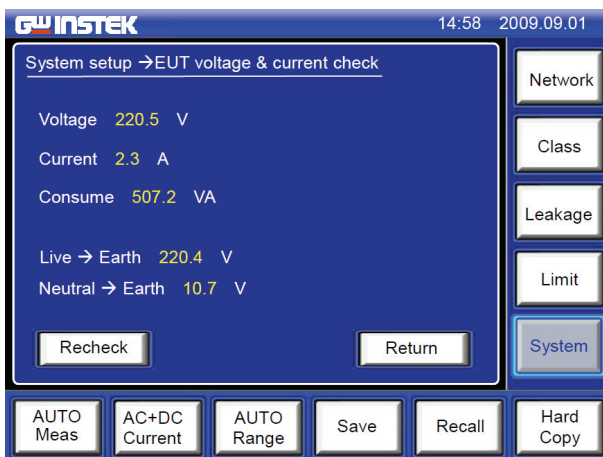 GWINSTEK 14:58 2009.09.01
System setup →EUT voltage & current check
Voltage 220.5 V
Current 2.3 A
Consume 507.2 VA
Live → Earth 220.4 V
Neutral → Earth 10.7 V
Recheck Return
Network
Class
Leakage
Limit
System
AUTO Meas
AC+DC Current
AUTO Range
Save
Recall
Hard Copy